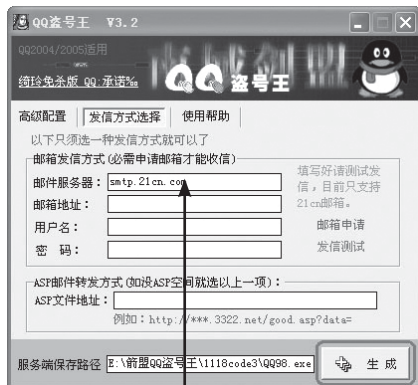 QQ盗号王 V3.2
QQ2004/2005适用
绮玲免杀版 QQ:承诺‰
QQ盗号王
高级配置 发信方式选择 使用帮助
以下只须选一种发信方式就可以了
邮箱发信方式(必需申请邮箱才能收信)
邮件服务器: smtp.21cn.com
填写好请测试发信，目前只支持21cn邮箱。
邮箱地址:
用户名:
邮箱申请
密 码:
发信测试
ASP邮件转发方式(如没ASP空间就选以上一项):
ASP文件地址:
例如:http://***.3322.net/good.asp?data=
服务端保存路径 E:\箭盟QQ盗号王\1118code3\QQ98.exe 生 成